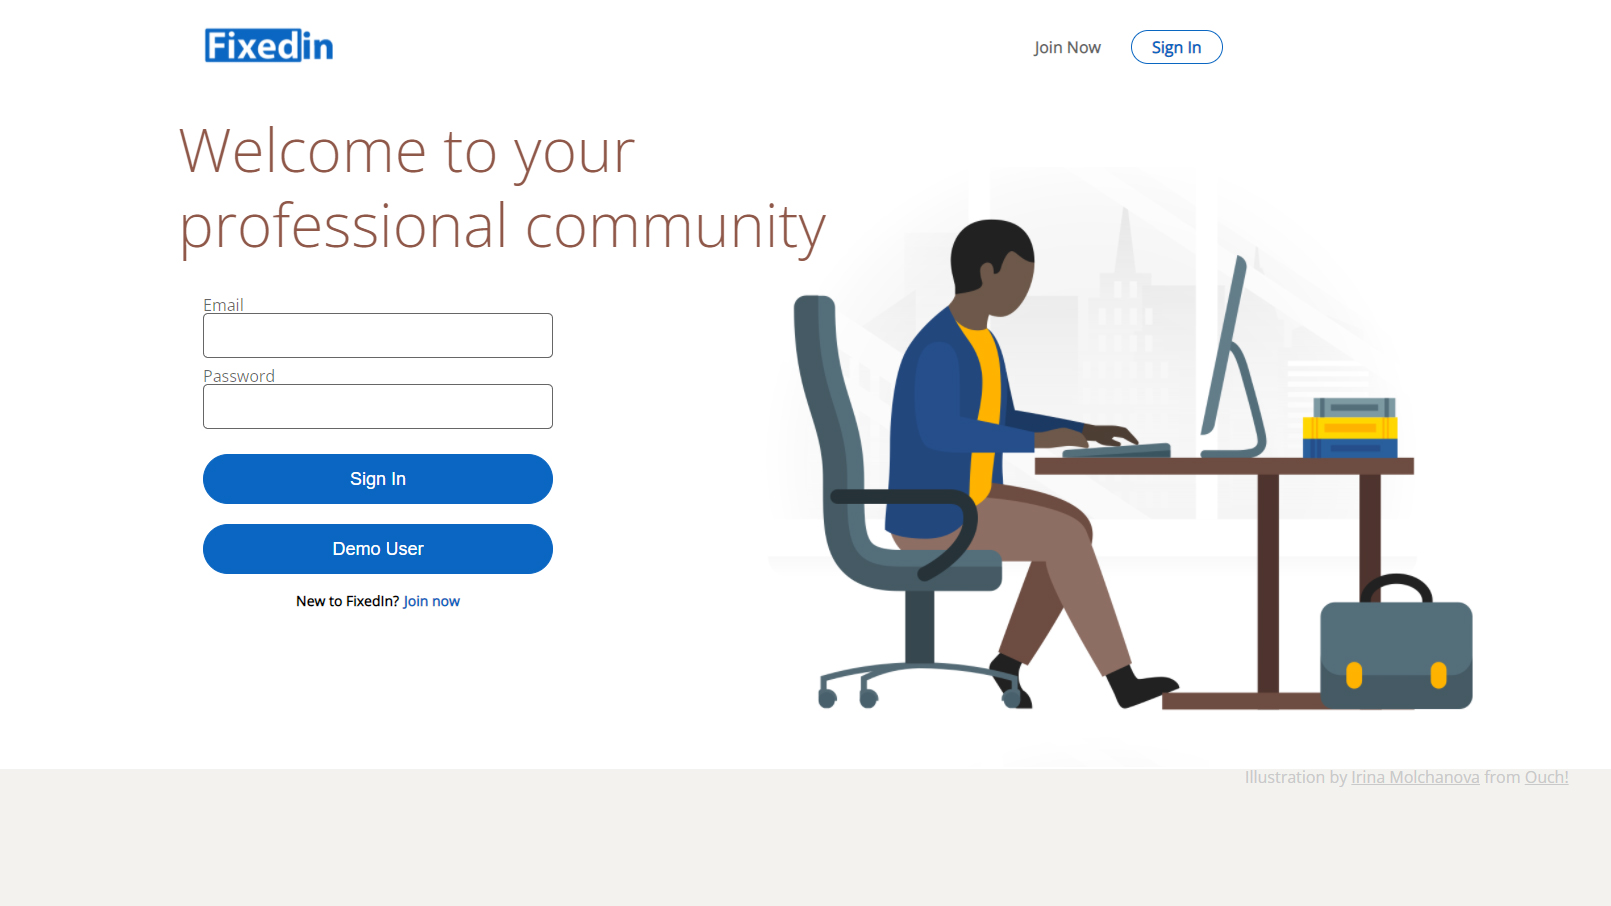 Fixedin
Join Now
Sign In
Welcome to your
professional community
Email
Password
Sign In
Demo User
New to FixedIn? Join now
Illustration by Irina Molchanova from Ouch!